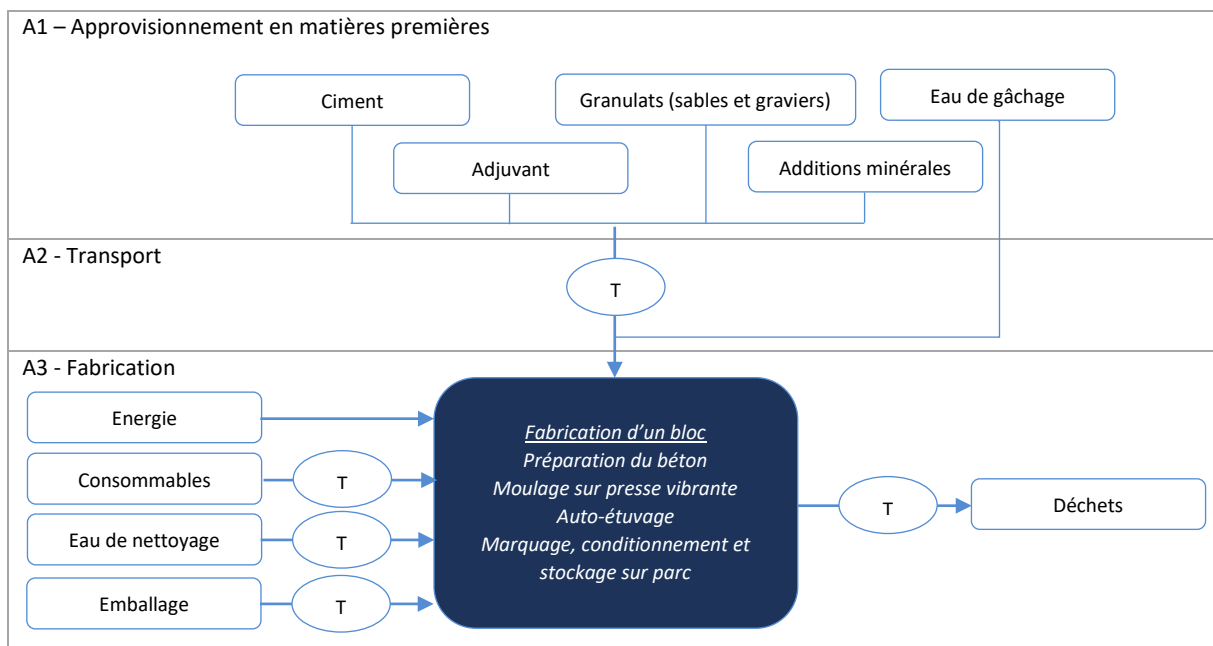 A1 – Approvisionnement en matières premières
Ciment
Granulats (sables et graviers)
Eau de gâchage
Adjuvant
Additions minérales
A2 - Transport
T
A3 - Fabrication
Energie
Consommables
T
Eau de nettoyage
T
Emballage
T
Fabrication d’un bloc
Préparation du béton
Moulage sur presse vibrante
Auto-étuvage
Marquage, conditionnement et
stockage sur parc
T
Déchets